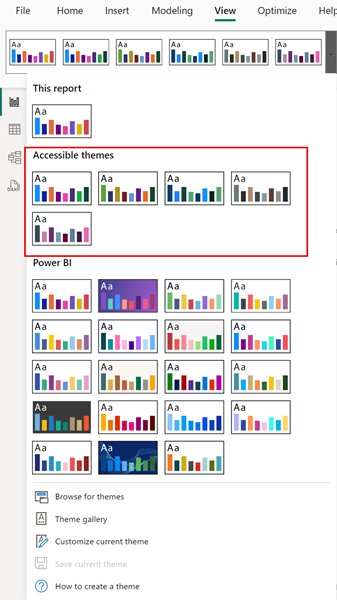 File Home Insert Modeling View Optimize Help
Aa Aa Aa Aa Aa Aa
This report
Aa
Accessible themes
Aa Aa Aa Aa
Aa
Power BI
Aa Aa Aa Aa
Aa Aa Aa Aa
Aa Aa Aa Aa
Aa Aa Aa Aa
Aa Aa Aa
Browse for themes
Theme gallery
Customize current theme
Save current theme
How to create a theme